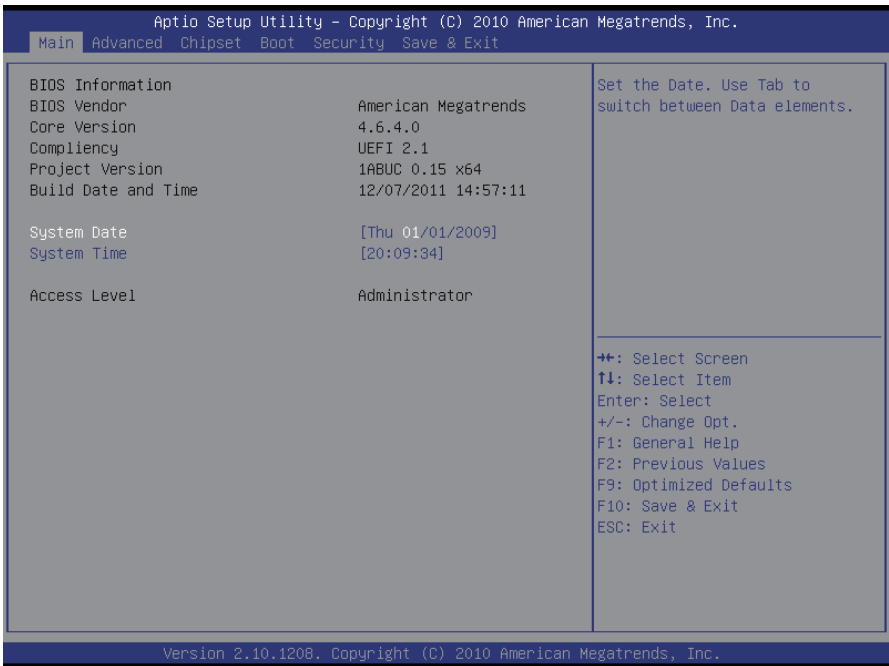 Aptio Setup Utility – Copyright (C) 2010 American Megatrends, Inc.
Main Advanced Chipset Boot Security Save & Exit
BIOS Information
BIOS Vendor American Megatrends
Core Version 4.6.4.0
Compliency UEFI 2.1
Project Version 1ABUC 0.15 x64
Build Date and Time 12/07/2011 14:57:11
System Date [Thu 01/01/2009]
System Time [20:09:34]
Access Level Administrator
Set the Date. Use Tab to
switch between Data elements.
→←: Select Screen
↑↓: Select Item
Enter: Select
+/-: Change Opt.
F1: General Help
F2: Previous Values
F9: Optimized Defaults
F10: Save & Exit
ESC: Exit
Version 2.10.1208. Copyright (C) 2010 American Megatrends, Inc.